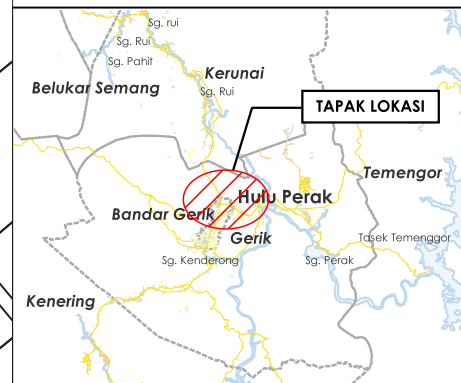 Sg. rui
Sg. Rui
Sg. Pahit
Kerunai
Belukar Semang
Sg. Rui
TAPAK LOKASI
Temengor
Hulu Perak
Bandar Gerik
Gerik
Tasek Temenggor
Sg. Kenderong
Sg. Perak
Kenering